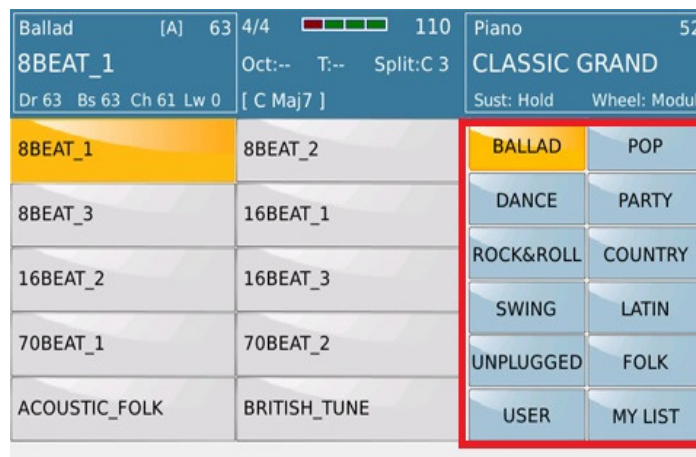 Ballad [A] 63
8BEAT_1
Dr 63 Bs 63 Ch 61 Lw 0
4/4 110
Oct:-- T:-- Split:C 3
[ C Maj7 ]
Piano 52
CLASSIC GRAND
Sust: Hold Wheel: Modul
8BEAT_1 8BEAT_2
8BEAT_3 16BEAT_1
16BEAT_2 16BEAT_3
70BEAT_1 70BEAT_2
ACOUSTIC_FOLK BRITISH_TUNE
BALLAD POP
DANCE PARTY
ROCK&ROLL COUNTRY
SWING LATIN
UNPLUGGED FOLK
USER MY LIST